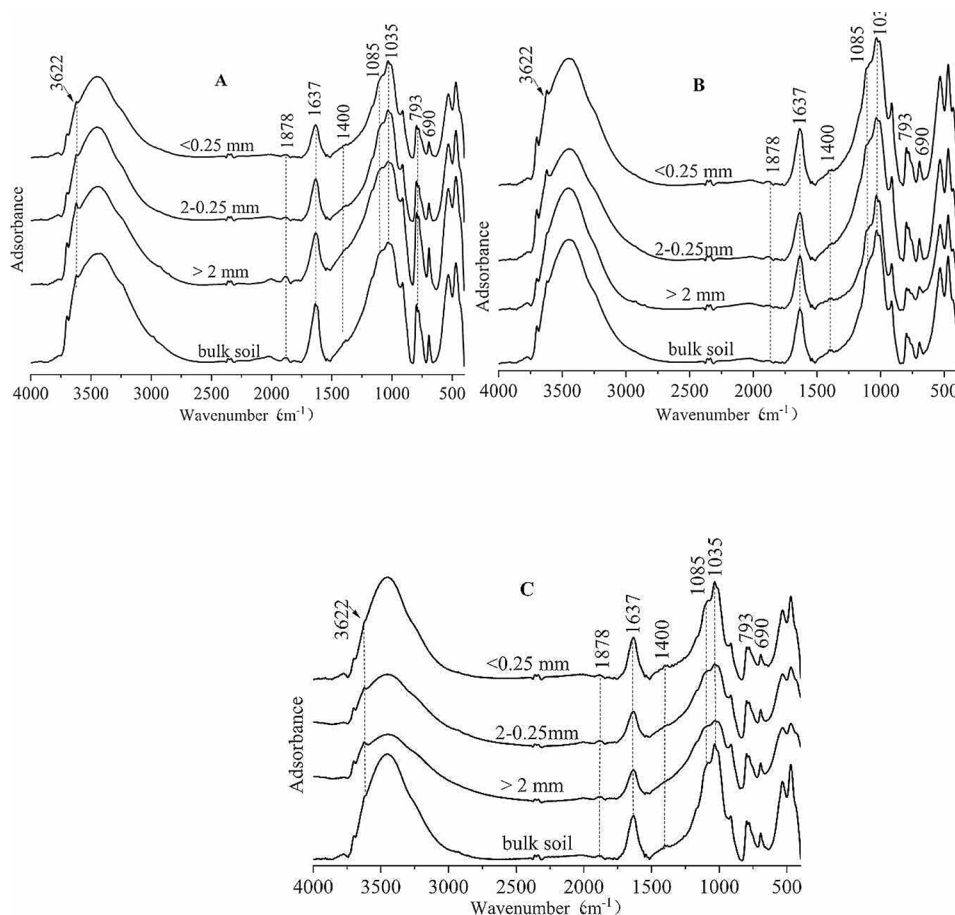 A
3622
1878
1637
1400
1085
1035
793
690
<0.25 mm
2-0.25 mm
> 2 mm
bulk soil
Adsorbance
4000 3500 3000 2500 2000 1500 1000 500
Wavenumber (cm-1)
B
3622
1878
1637
1400
1085
793
690
<0.25 mm
2-0.25mm
> 2 mm
bulk soil
Adsorbance
4000 3500 3000 2500 2000 1500 1000 500
Wavenumber (cm-1)
C
3622
1878
1637
1400
1085
1035
793
690
<0.25 mm
2-0.25mm
> 2 mm
bulk soil
Adsorbance
4000 3500 3000 2500 2000 1500 1000 500
Wavenumber (cm-1)